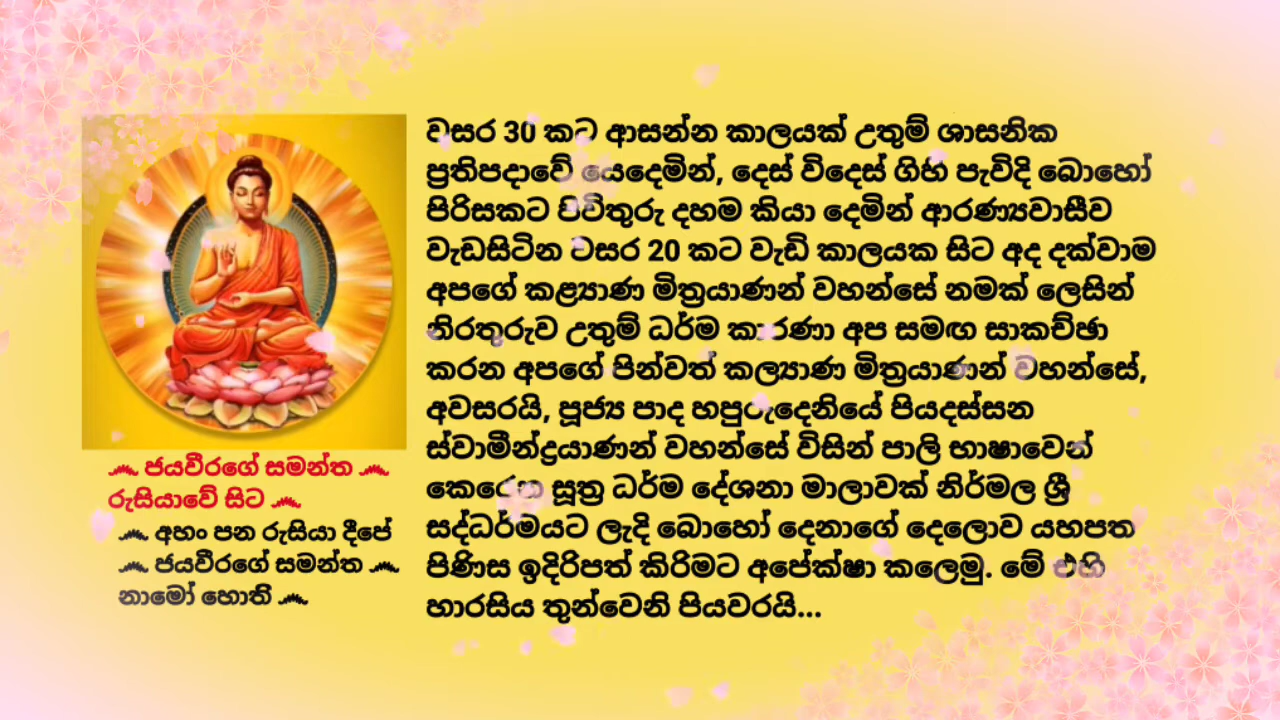 වසර 30 කට ආසන්න කාලයක් උතුම් ශාසනික
ප්‍රතිපදාවේ යෙදෙමින්, දෙස් විදෙස් ගිහි පැවිදි බොහෝ
පිරිසකට පිවිතුරු දහම කියා දෙමින් ආරණ්‍යවාසීව
වැඩසිටින වසර 20 කට වැඩි කාලයක සිට අද දක්වාම
අපගේ කළ්‍යාණ මිත්‍රයාණන් වහන්සේ නමක් ලෙසින්
නිරතුරුව උතුම් ධර්ම කාරණා අප සමඟ සාකච්ඡා
කරන අපගේ පින්වත් කල්‍යාණ මිත්‍රයාණන් වහන්සේ,
අවසරයි, පූජ්‍ය පාද හපුරුදෙනියේ පියදස්සන
ස්වාමීන්ද්‍රයාණන් වහන්සේ විසින් පාලි භාෂාවෙන්
කෙරෙන සූත්‍ර ධර්ම දේශනා මාලාවක් නිර්මල ශ්‍රී
සද්ධර්මයට ලැදි බොහෝ දෙනාගේ දෙලොව යහපත
පිණිස ඉදිරිපත් කිරිමට අපේක්ෂා කලෙමු. මේ එහි
හාරසිය තුන්වෙනි පියවරයි...
ජයවීරගේ සමන්ත
රුසියාවේ සිට
අහං පන රුසියා දීපේ
ජයවීරගේ සමන්ත
නාමෝ හොති